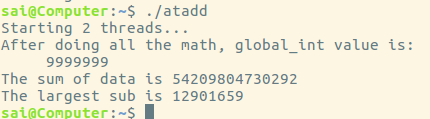 sai@Computer:~$ ./atadd
Starting 2 threads...
After doing all the math, global_int value is:
     9999999
The sum of data is 54209804730292
The largest sub is 12901659
sai@Computer:~$